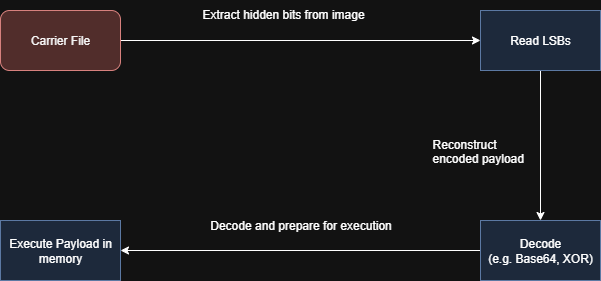 Extract hidden bits from image
Carrier File
Read LSBs
Reconstruct
encoded payload
Decode and prepare for execution
Execute Payload in
memory
Decode
(e.g. Base64, XOR)